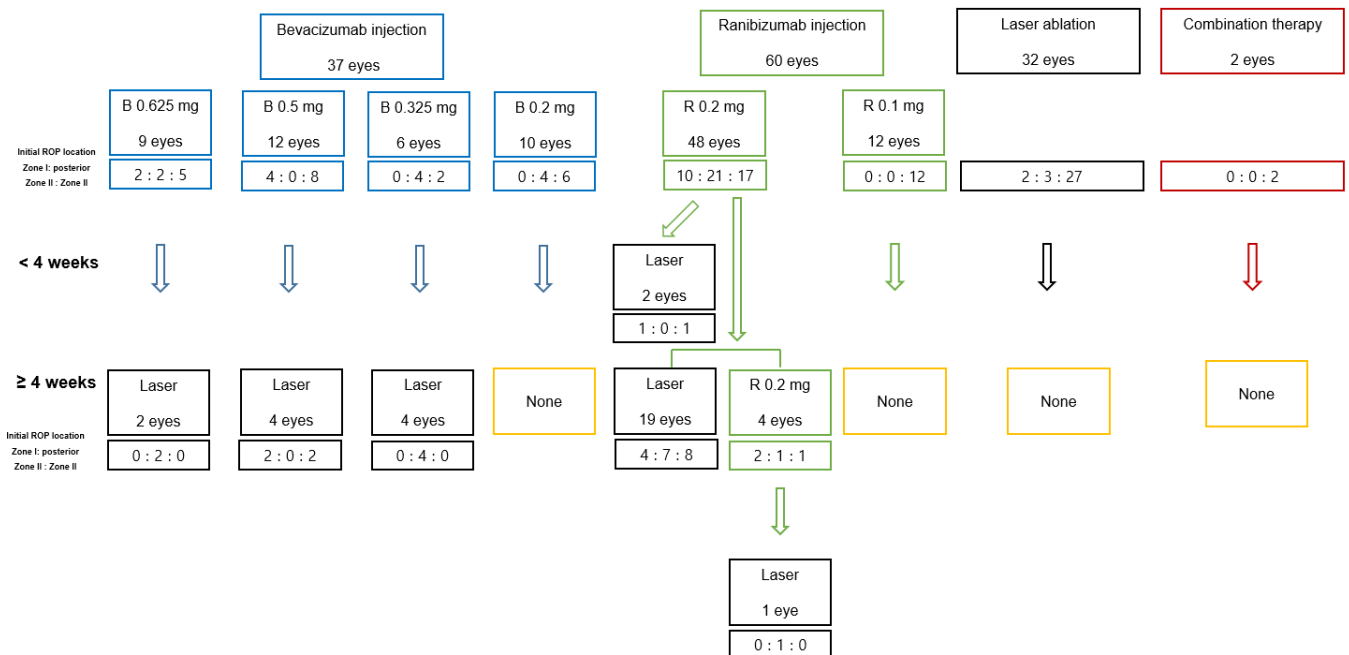 Bevacizumab injection
37 eyes
Ranibizumab injection
60 eyes
Laser ablation
32 eyes
Combination therapy
2 eyes
B 0.625 mg
9 eyes
B 0.5 mg
12 eyes
B 0.325 mg
6 eyes
B 0.2 mg
10 eyes
R 0.2 mg
48 eyes
R 0.1 mg
12 eyes
Initial ROP location
Zone I: posterior
Zone II : Zone II
2 : 2 : 5
4 : 0 : 8
0 : 4 : 2
0 : 4 : 6
10 : 21 : 17
0 : 0 : 12
2 : 3 : 27
0 : 0 : 2
< 4 weeks
Laser
2 eyes
1 : 0 : 1
≥ 4 weeks
Laser
2 eyes
Laser
4 eyes
Laser
4 eyes
None
Laser
19 eyes
R 0.2 mg
4 eyes
None
None
None
Initial ROP location
Zone I: posterior
Zone II : Zone II
0 : 2 : 0
2 : 0 : 2
0 : 4 : 0
4 : 7 : 8
2 : 1 : 1
Laser
1 eye
0 : 1 : 0